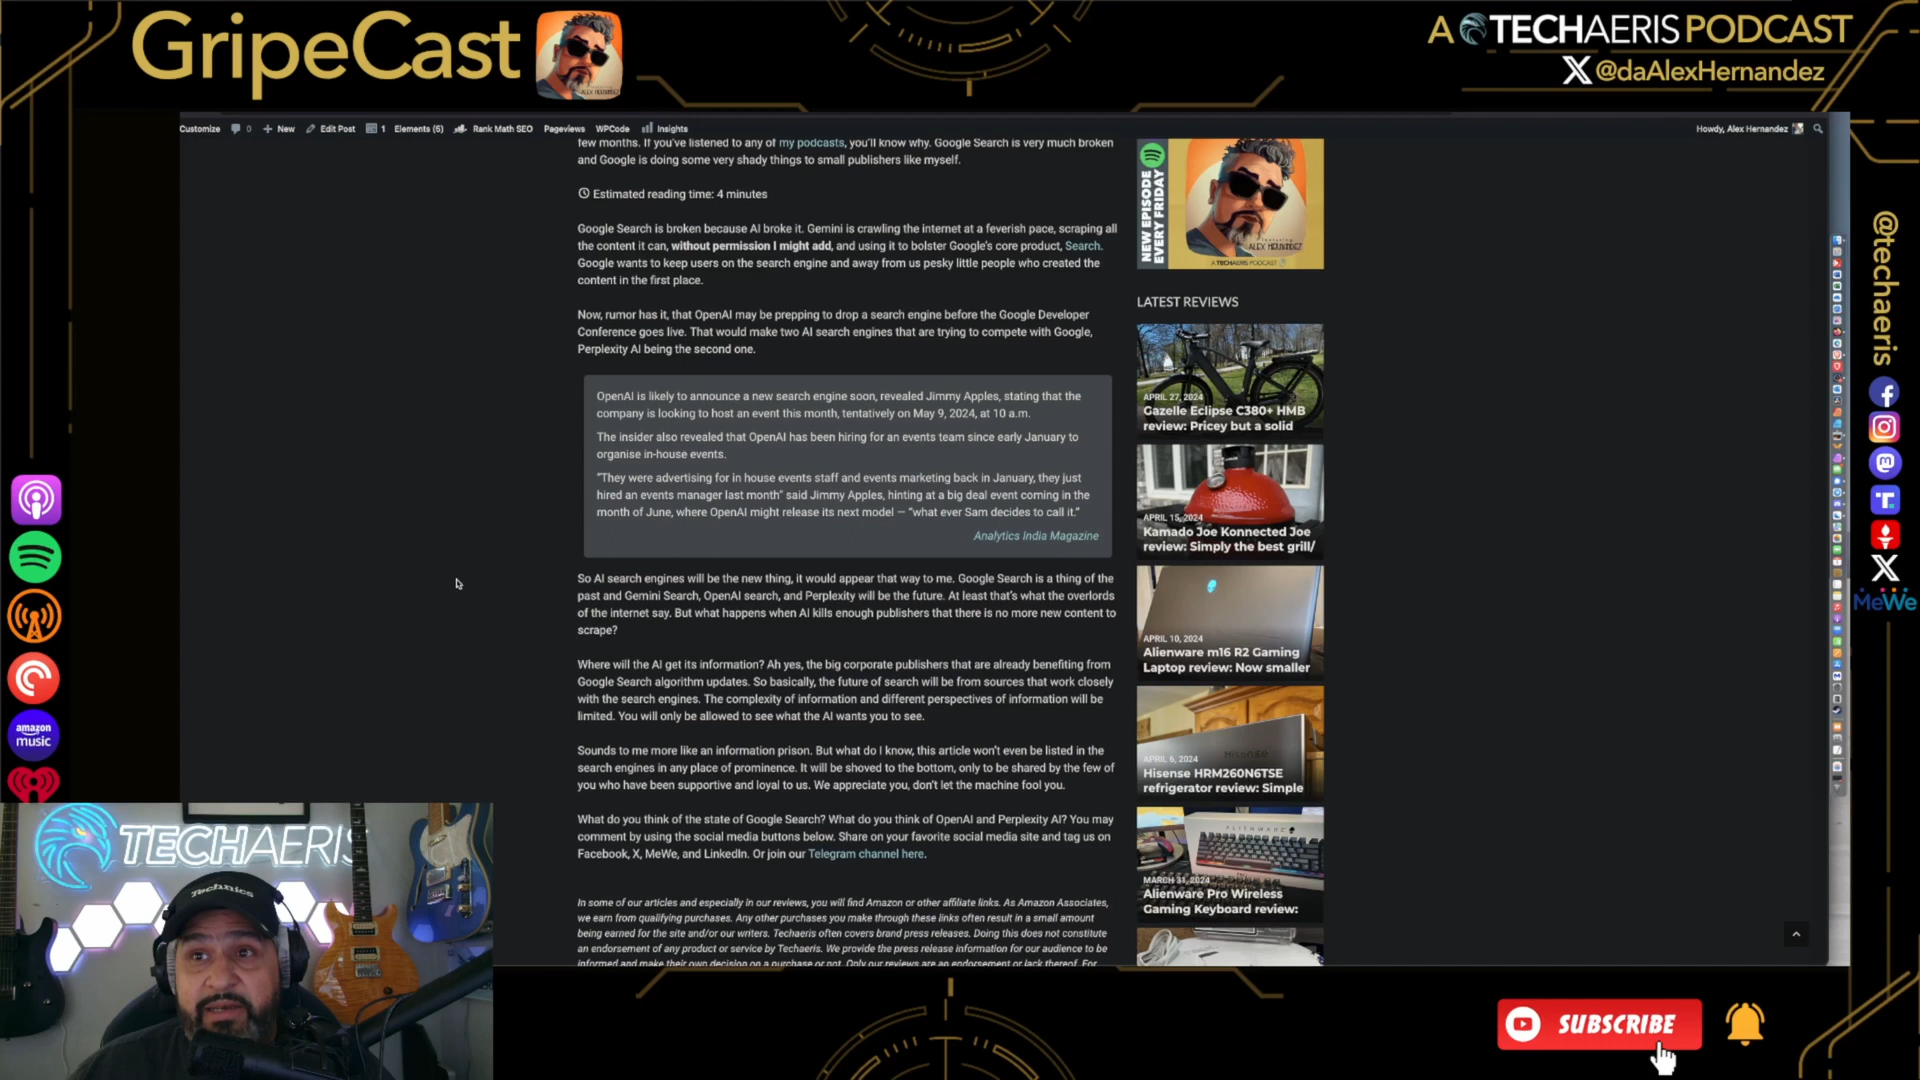 GripeCast
ALEX HERNANDEZ
A TECHAERIS PODCAST
X @daAlexHernandez
Customize 0 New Edit Post 1 Elements (6) Rank Math SEO Pageviews WPCode Insights
Howdy, Alex Hernandez
few months. If you've listened to any of my podcasts, you'll know why. Google Search is very much broken
and Google is doing some very shady things to small publishers like myself.
Estimated reading time: 4 minutes
Google Search is broken because AI broke it. Gemini is crawling the internet at a feverish pace, scraping all
the content it can, without permission I might add, and using it to bolster Google's core product, Search.
Google wants to keep users on the search engine and away from us pesky little people who created the
content in the first place.
Now, rumor has it, that OpenAI may be prepping to drop a search engine before the Google Developer
Conference goes live. That would make two AI search engines that are trying to compete with Google,
Perplexity AI being the second one.
OpenAI is likely to announce a new search engine soon, revealed Jimmy Apples, stating that the
company is looking to host an event this month, tentatively on May 9, 2024, at 10 a.m.
The insider also revealed that OpenAI has been hiring for an events team since early January to
organise in-house events.
"They were advertising for in house events staff and events marketing back in January, they just
hired an events manager last month" said Jimmy Apples, hinting at a big deal event coming in the
month of June, where OpenAI might release its next model — "what ever Sam decides to call it."
Analytics India Magazine
So AI search engines will be the new thing, it would appear that way to me. Google Search is a thing of the
past and Gemini Search, OpenAI search, and Perplexity will be the future. At least that's what the overlords
of the internet say. But what happens when AI kills enough publishers that there is no more new content to
scrape?
Where will the AI get its information? Ah yes, the big corporate publishers that are already benefiting from
Google Search algorithm updates. So basically, the future of search will be from sources that work closely
with the search engines. The complexity of information and different perspectives of information will be
limited. You will only be allowed to see what the AI wants you to see.
Sounds to me more like an information prison. But what do I know, this article won't even be listed in the
search engines in any place of prominence. It will be shoved to the bottom, only to be shared by the few of
you who have been supportive and loyal to us. We appreciate you, don't let the machine fool you.
What do you think of the state of Google Search? What do you think of OpenAI and Perplexity AI? You may
comment by using the social media buttons below. Share on your favorite social media site and tag us on
Facebook, X, MeWe, and LinkedIn. Or join our Telegram channel here.
In some of our articles and especially in our reviews, you will find Amazon or other affiliate links. As Amazon Associates,
we earn from qualifying purchases. Any other purchases you make through these links often result in a small amount
being earned for the site and/or our writers. Techaeris often covers brand press releases. Doing this does not constitute
an endorsement of any product or service by Techaeris. We provide the press release information for our audience to be
informed and make their own decision on a purchase or not. Only our reviews are an endorsement or lack thereof. For
NEW EPISODE
EVERY FRIDAY
ALEX HERNANDEZ
A TECHAERIS PODCAST
LATEST REVIEWS
APRIL 27, 2024
Gazelle Eclipse C380+ HMB
review: Pricey but a solid
APRIL 15, 2024
Kamado Joe Konnected Joe
review: Simply the best grill/
APRIL 10, 2024
Alienware m16 R2 Gaming
Laptop review: Now smaller
Hisense
APRIL 6, 2024
Hisense HRM260N6TSE
refrigerator review: Simple
ALIENWARE
MARCH 31, 2024
Alienware Pro Wireless
Gaming Keyboard review:
@techaeris
MeWe
amazon
music
TECHAERIS
Technics
SUBSCRIBE